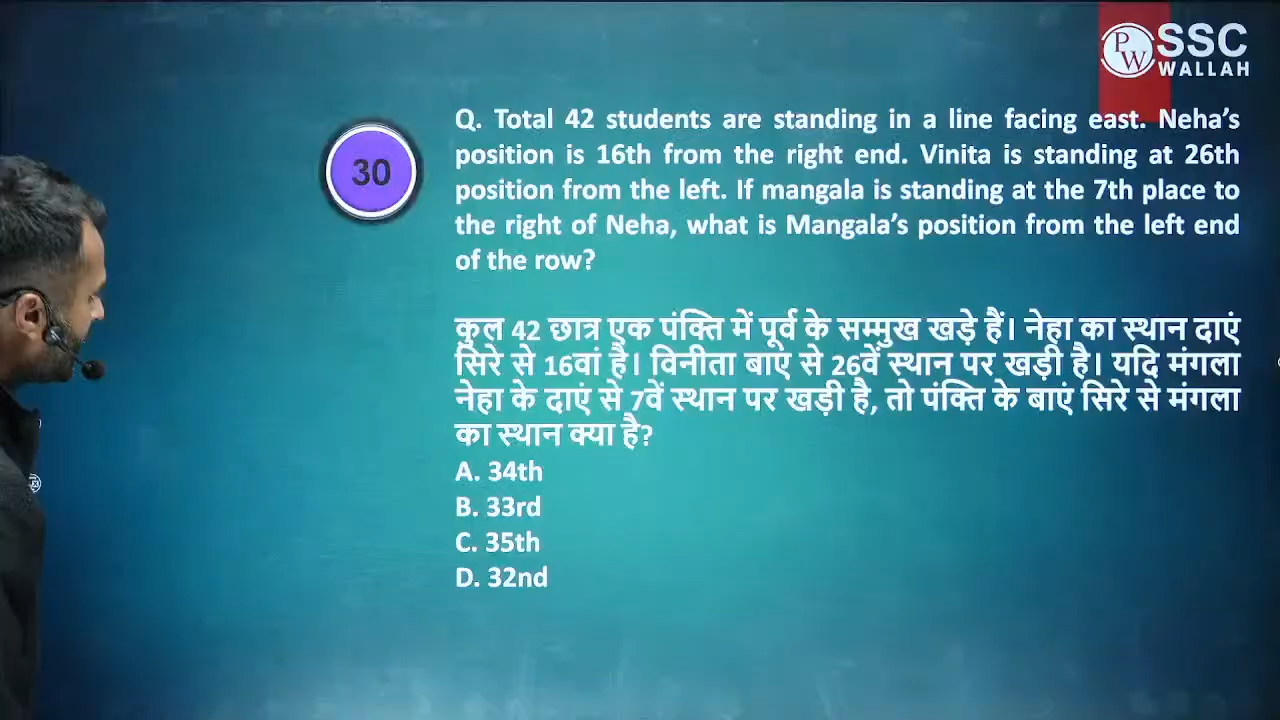 PW SSC
WALLAH
30
Q. Total 42 students are standing in a line facing east. Neha’s
position is 16th from the right end. Vinita is standing at 26th
position from the left. If mangala is standing at the 7th place to
the right of Neha, what is Mangala’s position from the left end
of the row?
कुल 42 छात्र एक पंक्ति में पूर्व के सम्मुख खड़े हैं। नेहा का स्थान दाएं
सिरे से 16वां है। विनीता बाएं से 26वें स्थान पर खड़ी है। यदि मंगला
नेहा के दाएं से 7वें स्थान पर खड़ी है, तो पंक्ति के बाएं सिरे से मंगला
का स्थान क्या है?
A. 34th
B. 33rd
C. 35th
D. 32nd